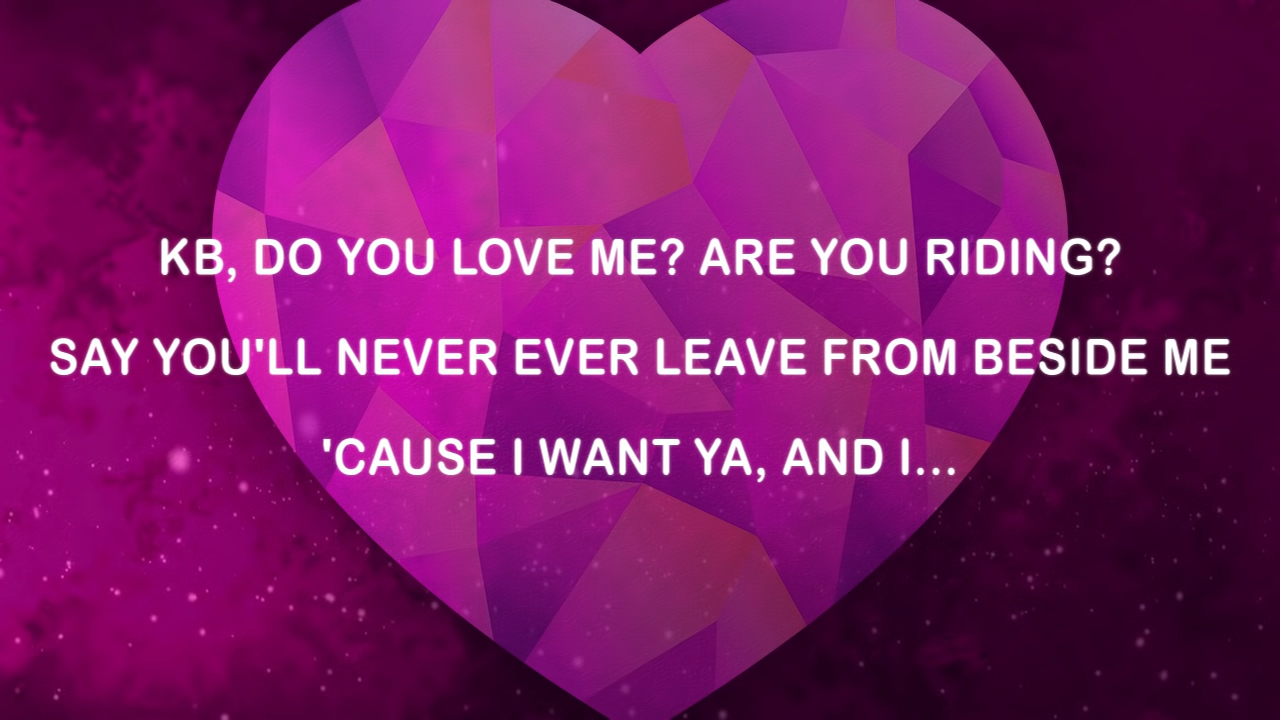 KB, DO YOU LOVE ME? ARE YOU RIDING?
SAY YOU'LL NEVER EVER LEAVE FROM BESIDE ME
'CAUSE I WANT YA, AND I...